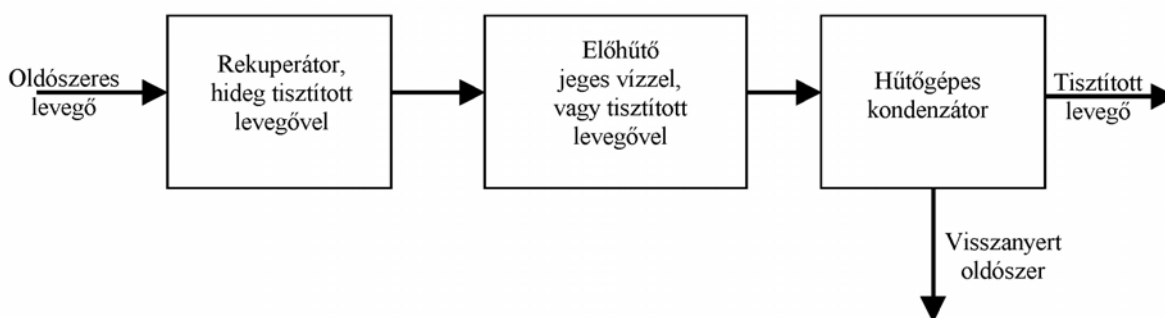 Oldószeres
levegő
Rekuperátor,
hideg tisztított
levegővel
Előhűtő
jeges vízzel,
vagy tisztított
levegővel
Hűtőgépes
kondenzátor
Tisztított
levegő
Visszanyert
oldószer